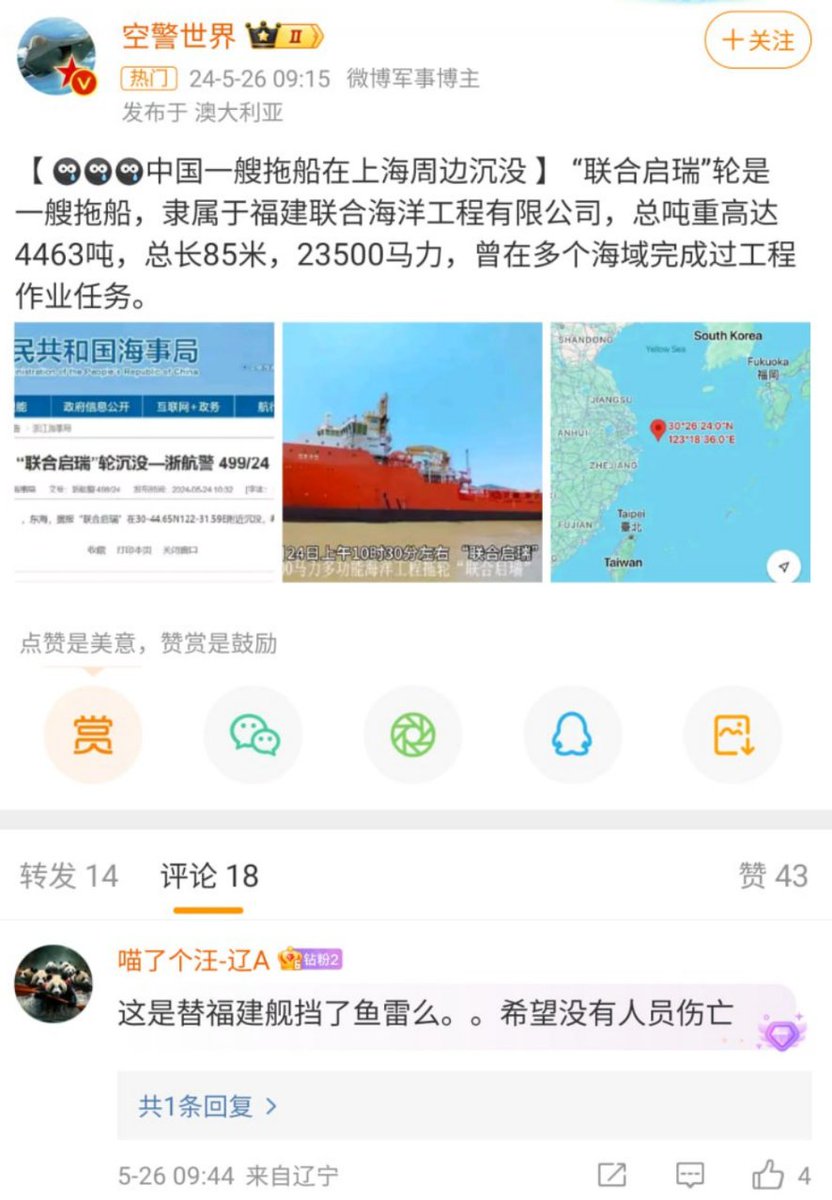 空警世界 II
+关注
热门 24-5-26 09:15 微博军事博主
发布于 澳大利亚
【中国一艘拖船在上海周边沉没】“联合启瑞”轮是
一艘拖船，隶属于福建联合海洋工程有限公司，总吨重高达
4463吨，总长85米，23500马力，曾在多个海域完成过工程
作业任务。
民共和国海事局
inistration of the People's Republic of China
能 政府信息公开 互联网+政务 航行
浙江海事局
“联合启瑞”轮沉没—浙航警 499/24
2024-05-24 10:32
，东海，据报“联合启瑞”在30-44.65N122-31.59E附近沉没，
收藏 打印本页 关闭窗口
24日上午10时30分左右 “联合启瑞”
00马力多功能海洋工程拖轮“联合启瑞
SHANDONG
South Korea
Yellow Sea
Fukuoka
福岡
JIANGSU
30°26'24.0"N
123°18'36.0"E
ANHUI
ZHEJIANG
Taipei
臺北
FUJIAN
Taiwan
点赞是美意，赞赏是鼓励
赏
转发 14 评论 18 赞 43
喵了个汪-辽A 钻粉2
这是替福建舰挡了鱼雷么。。希望没有人员伤亡
共1条回复 >
5-26 09:44 来自辽宁 4